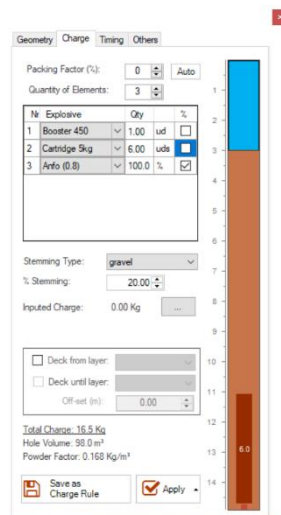 Geometry Charge Timing Others
Packing Factor (%): 0 Auto
Quantity of Elements: 3
Nr Explosive Qty %
1 Booster 450 1.00 ud
2 Cartridge 5kg 6.00 uds
3 Anfo (0.8) 100.0 %
Stemming Type: gravel
% Stemming: 20.00
Inputed Charge: 0.00 Kg ...
Deck from layer:
Deck until layer:
Off-set (m): 0.00
Total Charge: 16.5 Kg
Hole Volume: 98.0 m³
Powder Factor: 0.168 Kg/m³
Save as
Charge Rule
Apply
1
2
3
4
5
6
7
8
9
10
11
12
13
14
6.0